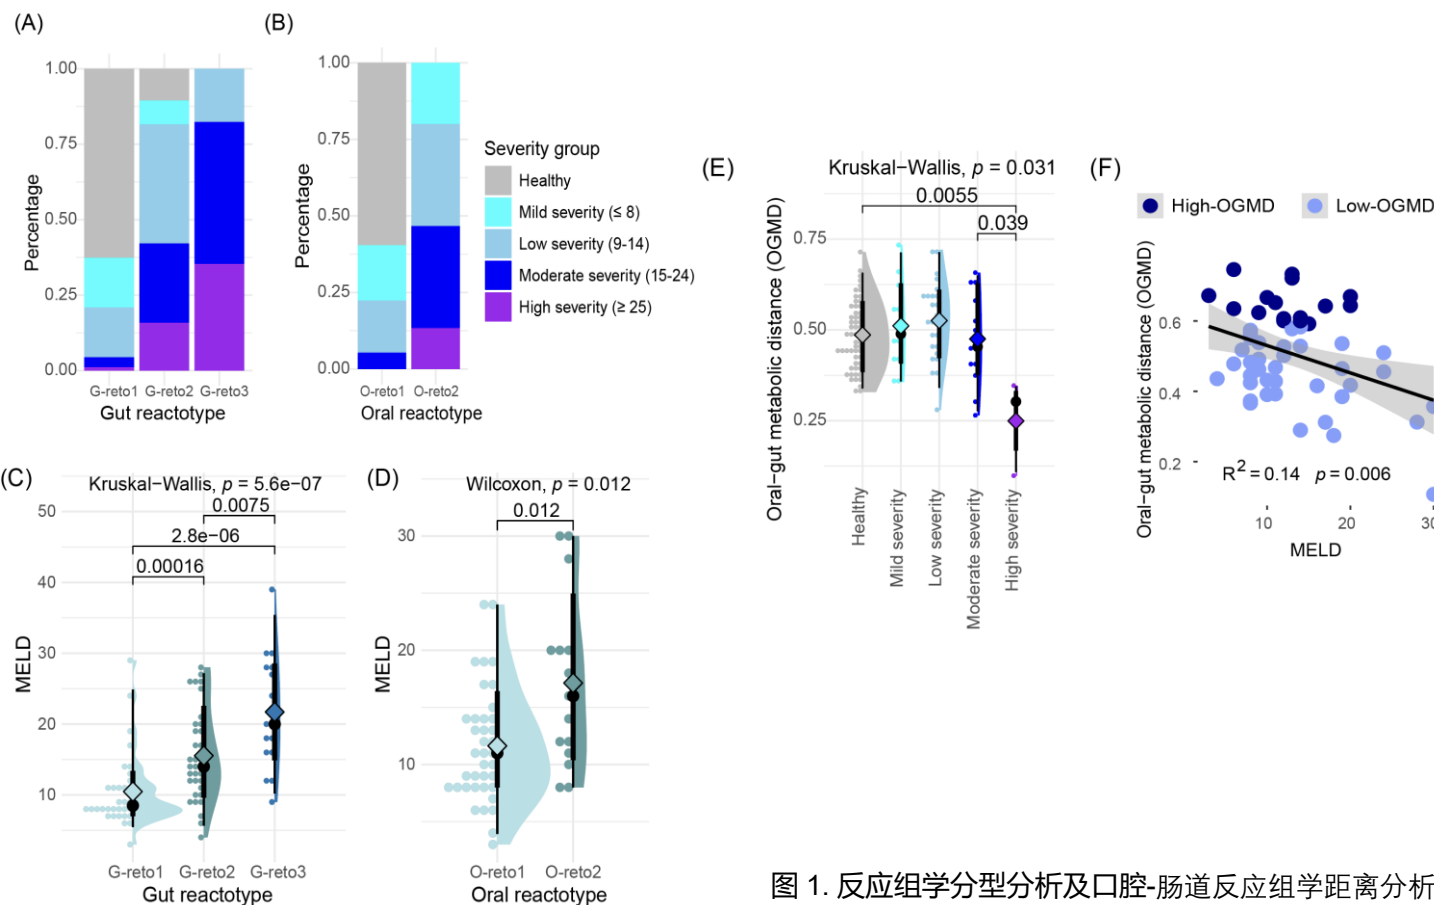 (A)
1.00
0.75
0.50
0.25
0.00
Percentage
G-reto1 G-reto2 G-reto3
Gut reactotype
(B)
1.00
0.75
0.50
0.25
0.00
Percentage
O-reto1 O-reto2
Oral reactotype
Severity group
Healthy
Mild severity (≤ 8)
Low severity (9-14)
Moderate severity (15-24)
High severity (≥ 25)
(C)
Kruskal−Wallis, p = 5.6e−07
0.0075
2.8e−06
0.00016
50
40
30
20
10
MELD
G-reto1 G-reto2 G-reto3
Gut reactotype
(D)
Wilcoxon, p = 0.012
0.012
30
20
10
MELD
O-reto1 O-reto2
Oral reactotype
(E)
Kruskal−Wallis, p = 0.031
0.0055
0.039
0.75
0.50
0.25
Oral−gut metabolic distance (OGMD)
Healthy
Mild severity
Low severity
Moderate severity
High severity
(F)
High-OGMD Low-OGMD
0.6
0.4
0.2
Oral−gut metabolic distance (OGMD)
R2 = 0.14 p = 0.006
10 20 30
MELD
图 1. 反应组学分型分析及口腔-肠道反应组学距离分析